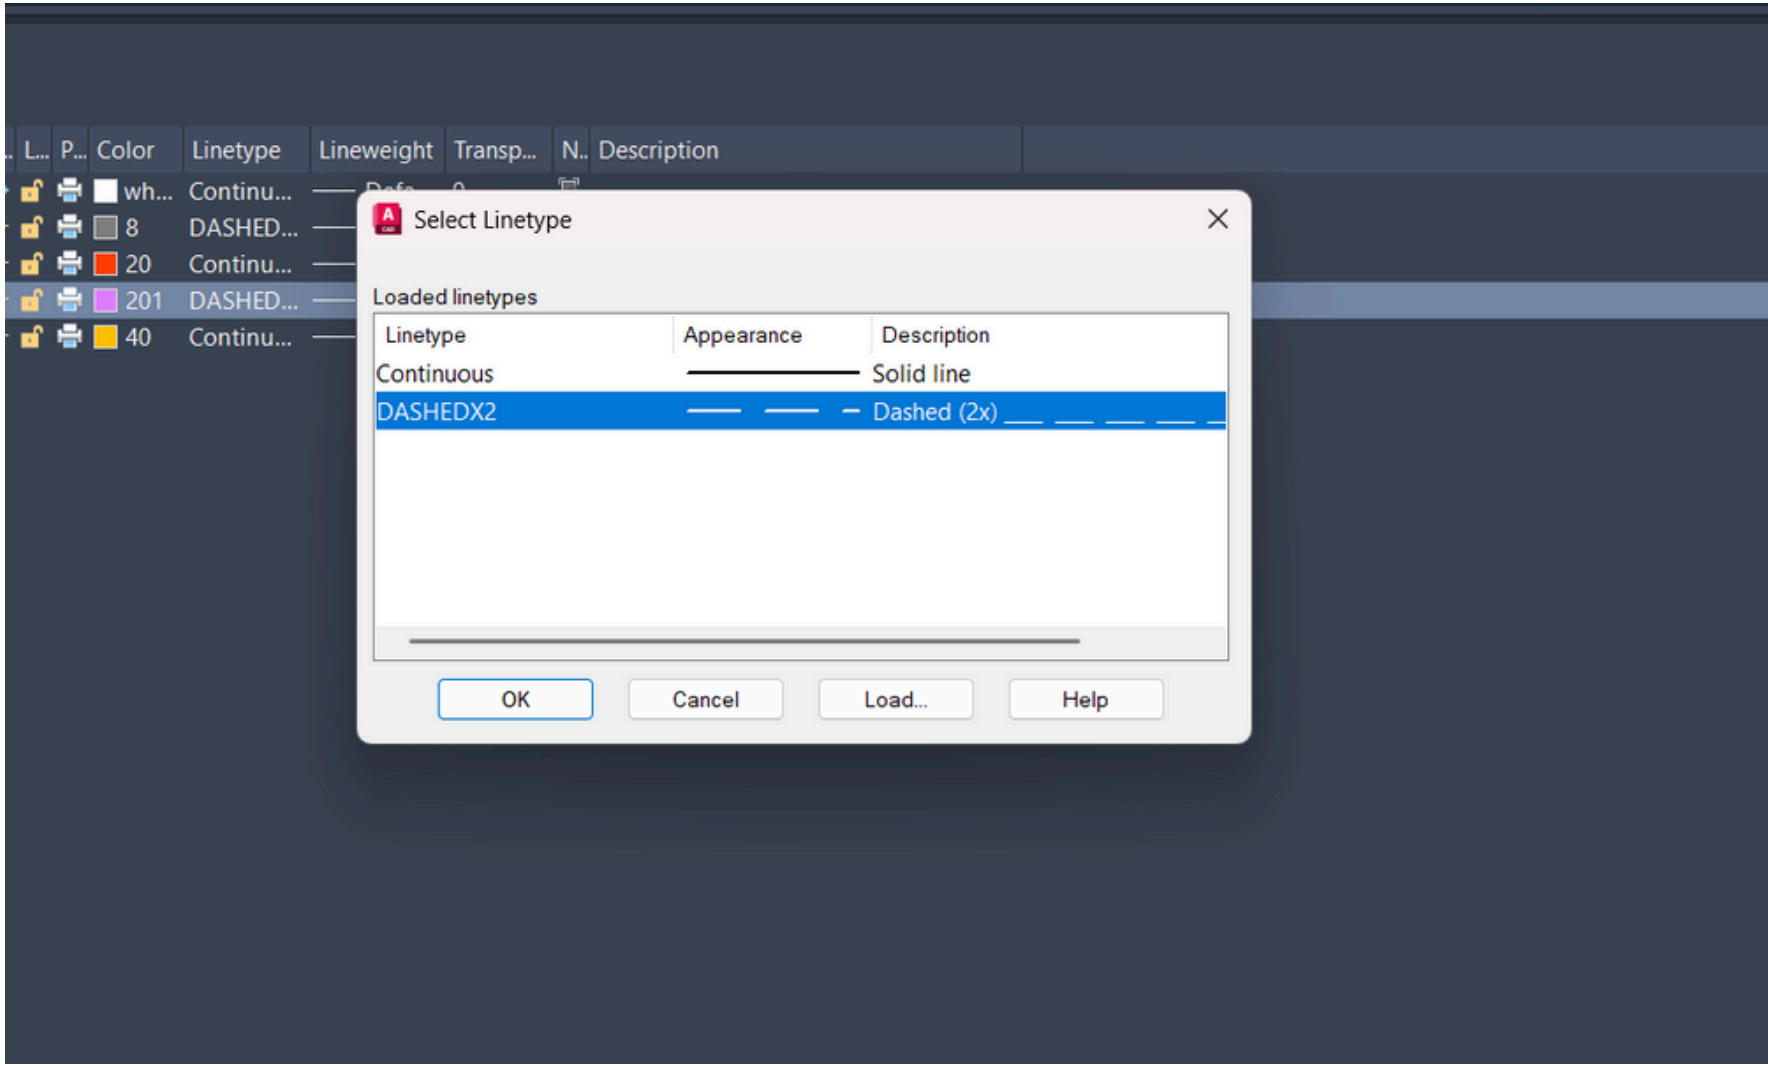 L... P... Color Linetype Lineweight Transp... N.. Description
wh... Continu...
8 DASHED...
20 Continu...
201 DASHED...
40 Continu...
A CAD Select Linetype
Loaded linetypes
Linetype Appearance Description
Continuous Solid line
DASHEDX2 Dashed (2x) __ __ __ __ _
OK Cancel Load... Help